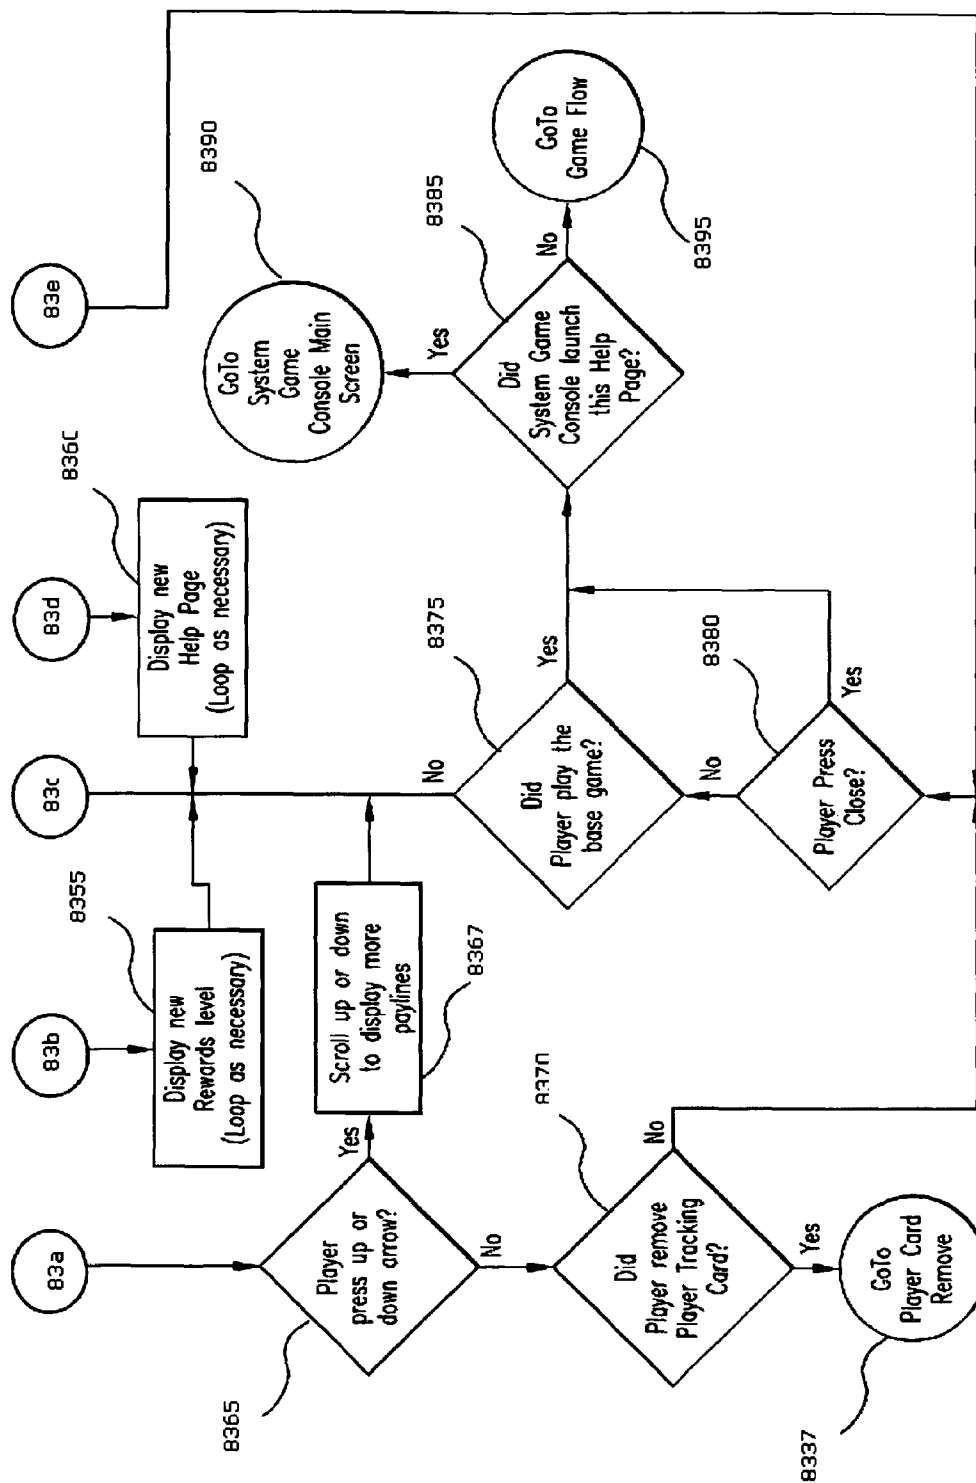 83a
83b
83c
83d
83e
Display new
Rewards level
(Loop as necessary)
8355
Display new
Help Page
(Loop as necessary)
8360
Player
press up or
down arrow?
8365
Yes
No
Scroll up or down
to display more
paylines
8367
Did
Player remove
Player Tracking
Card?
8370
No
Yes
GoTo
Player Card
Remove
8337
Did
Player play the
base game?
8375
No
Yes
Player Press
Close?
8380
No
Yes
Did
System Game
Console launch
this Help
Page?
8385
Yes
No
GoTo
System
Game
Console Main
Screen
8390
GoTo
Game Flow
8395